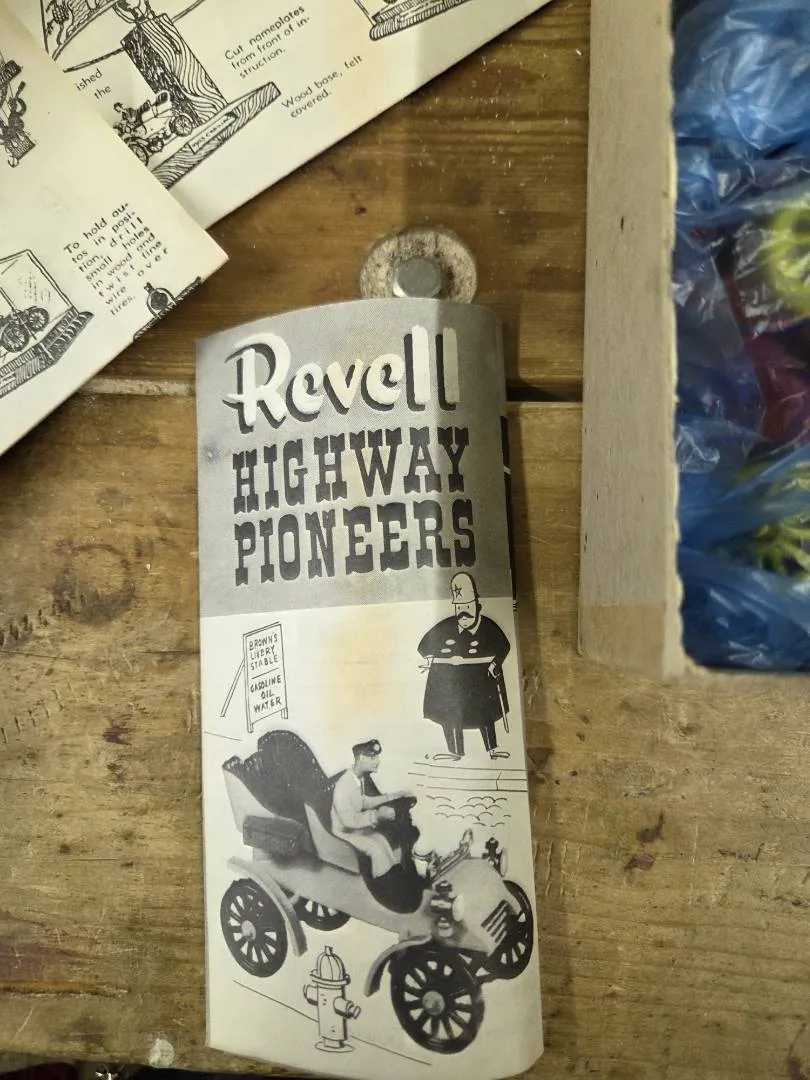 ished
the
Cut nameplates
from front of in-
struction.
Wood base, felt
covered.
To hold au-
tos in posi-
tion, drill
small holes
in wood and
twist fine
wire over
tires.
Revell
HIGHWAY
PIONEERS
BROWN'S
LIVERY
STABLE
GASOLINE
OIL
WATER